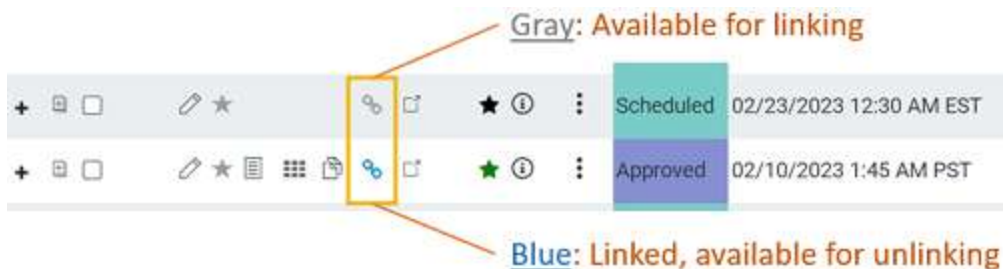 Gray: Available for linking
Scheduled 02/23/2023 12:30 AM EST
Approved 02/10/2023 1:45 AM PST
Blue: Linked, available for unlinking